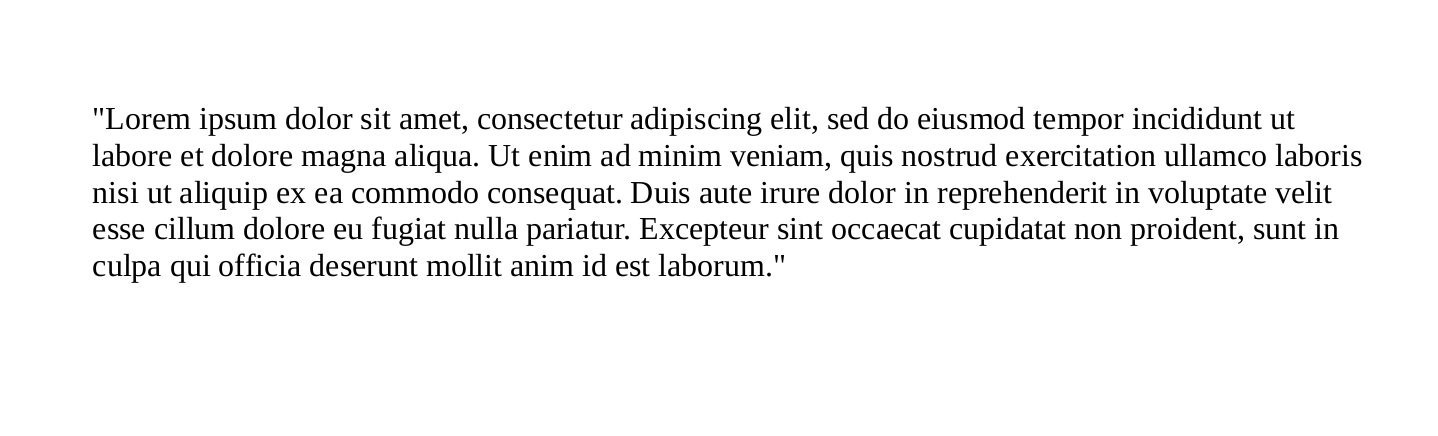 "Lorem ipsum dolor sit amet, consectetur adipiscing elit, sed do eiusmod tempor incididunt ut
labore et dolore magna aliqua. Ut enim ad minim veniam, quis nostrud exercitation ullamco laboris
nisi ut aliquip ex ea commodo consequat. Duis aute irure dolor in reprehenderit in voluptate velit
esse cillum dolore eu fugiat nulla pariatur. Excepteur sint occaecat cupidatat non proident, sunt in
culpa qui officia deserunt mollit anim id est laborum."